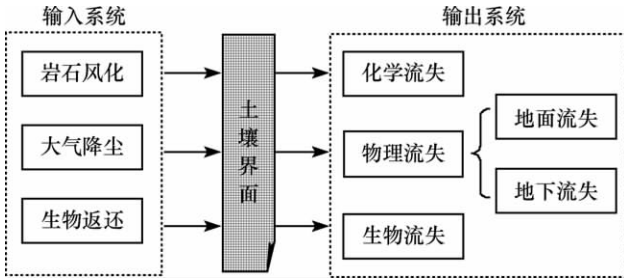 输入系统
输出系统
岩石风化
大气降尘
生物返还
土壤界面
化学流失
物理流失
生物流失
地面流失
地下流失